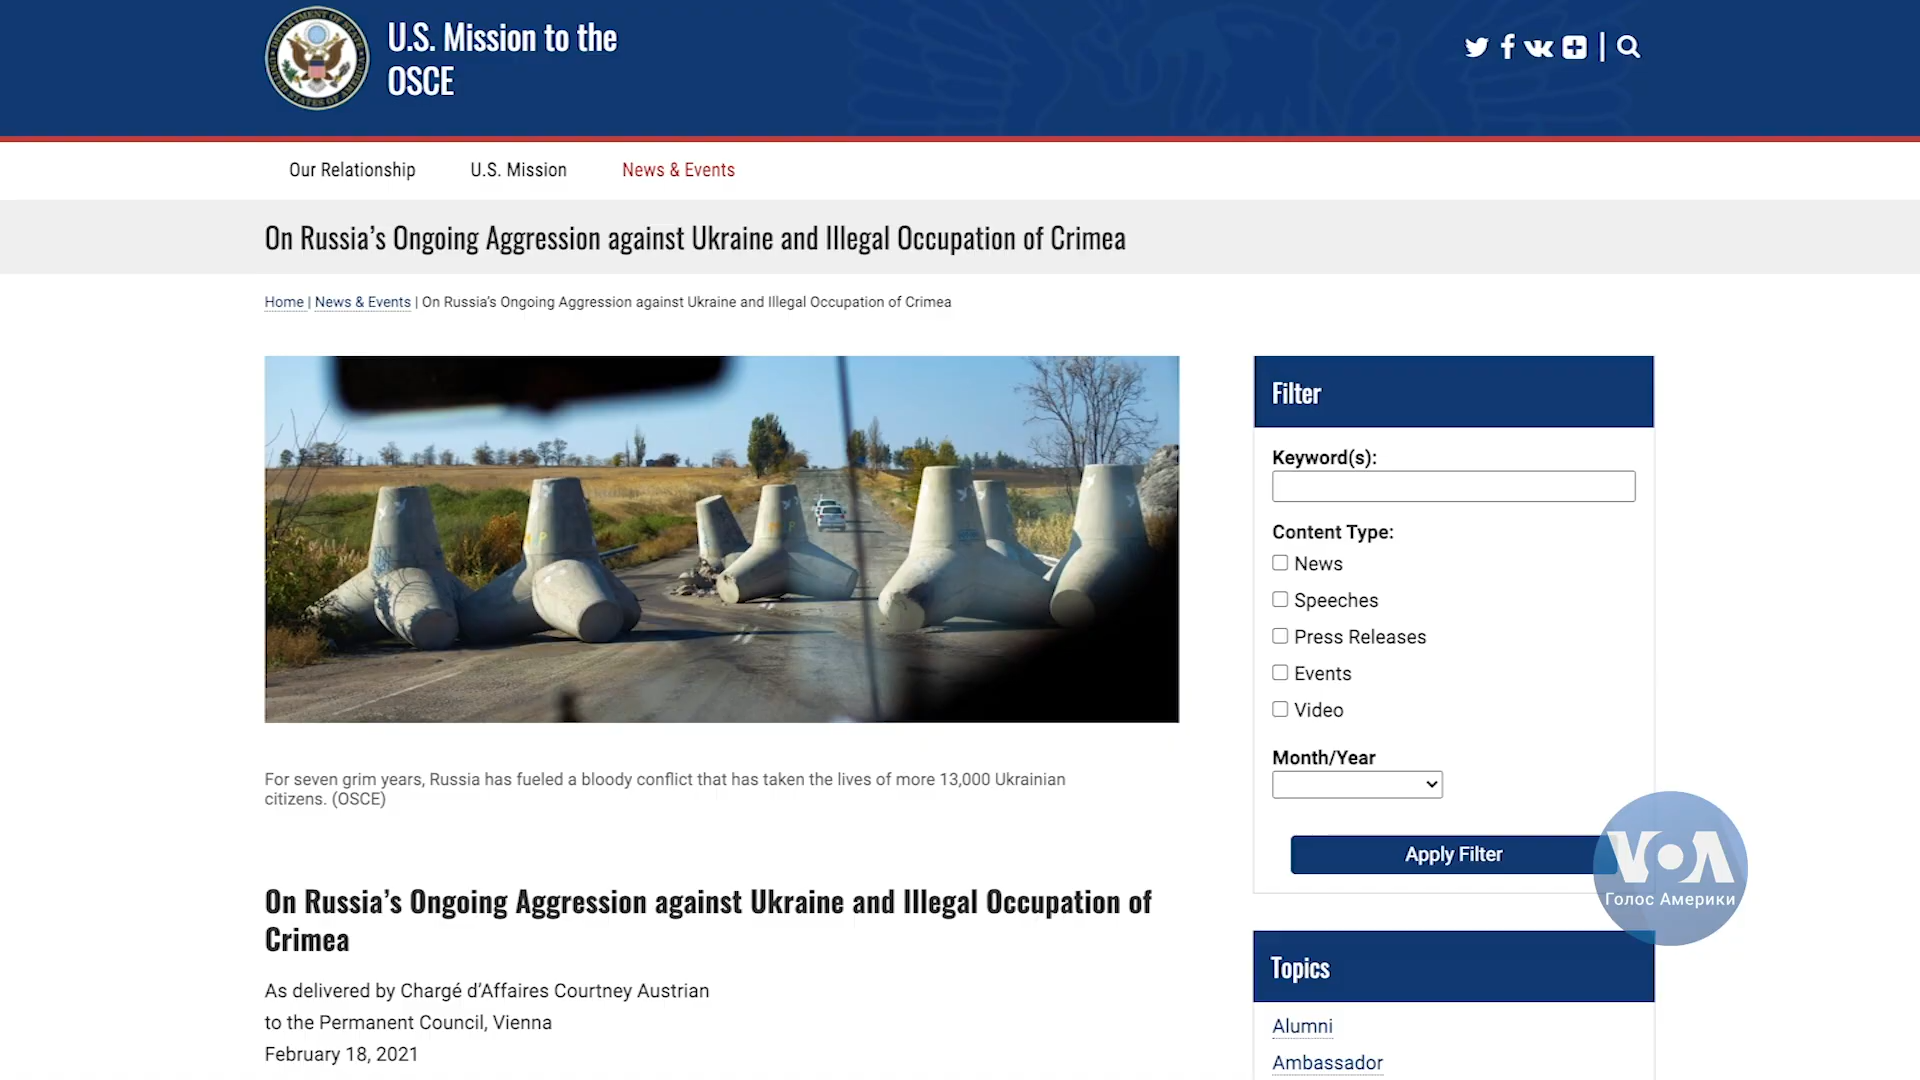 U.S. Mission to the
OSCE
Our Relationship
U.S. Mission
News & Events
On Russia's Ongoing Aggression against Ukraine and Illegal Occupation of Crimea
Home | News & Events | On Russia's Ongoing Aggression against Ukraine and Illegal Occupation of Crimea
For seven grim years, Russia has fueled a bloody conflict that has taken the lives of more 13,000 Ukrainian
citizens. (OSCE)
On Russia's Ongoing Aggression against Ukraine and Illegal Occupation of
Crimea
As delivered by Chargé d'Affaires Courtney Austrian
to the Permanent Council, Vienna
February 18, 2021
Filter
Keyword(s):
Content Type:
News
Speeches
Press Releases
Events
Video
Month/Year
Apply Filter
VOA
Голос Америки
Topics
Alumni
Ambassador